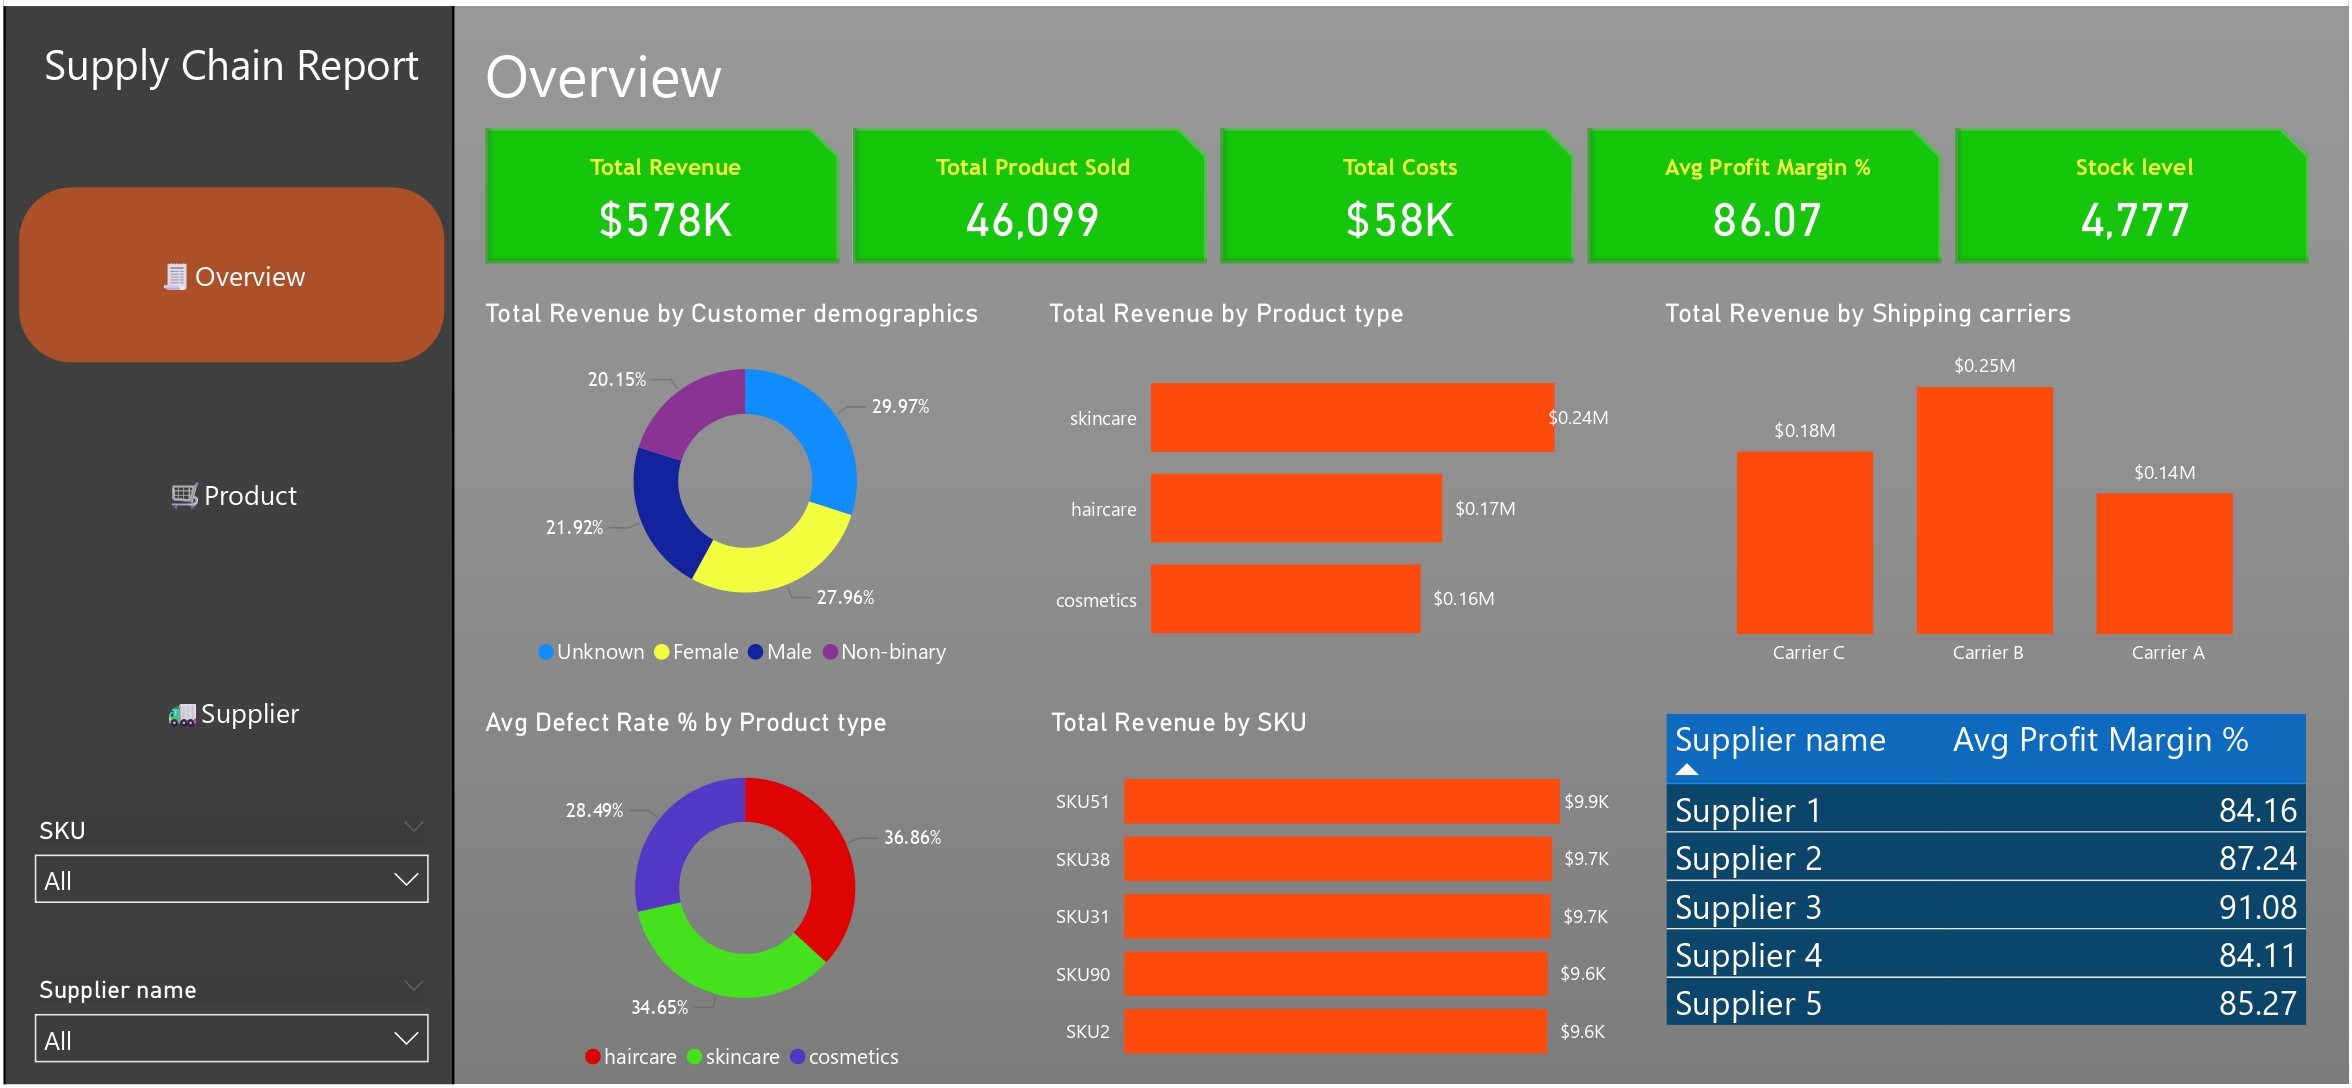 Supply Chain Report
Overview
Product
Supplier
SKU
All
Supplier name
All
Overview
Total Revenue
$578K
Total Product Sold
46,099
Total Costs
$58K
Avg Profit Margin %
86.07
Stock level
4,777
Total Revenue by Customer demographics
20.15%
29.97%
21.92%
27.96%
Unknown Female Male Non-binary
Total Revenue by Product type
skincare $0.24M
haircare $0.17M
cosmetics $0.16M
Total Revenue by Shipping carriers
$0.18M $0.25M $0.14M
Carrier C Carrier B Carrier A
Avg Defect Rate % by Product type
28.49%
36.86%
34.65%
haircare skincare cosmetics
Total Revenue by SKU
SKU51 $9.9K
SKU38 $9.7K
SKU31 $9.7K
SKU90 $9.6K
SKU2 $9.6K
Supplier name Avg Profit Margin %
Supplier 1 84.16
Supplier 2 87.24
Supplier 3 91.08
Supplier 4 84.11
Supplier 5 85.27